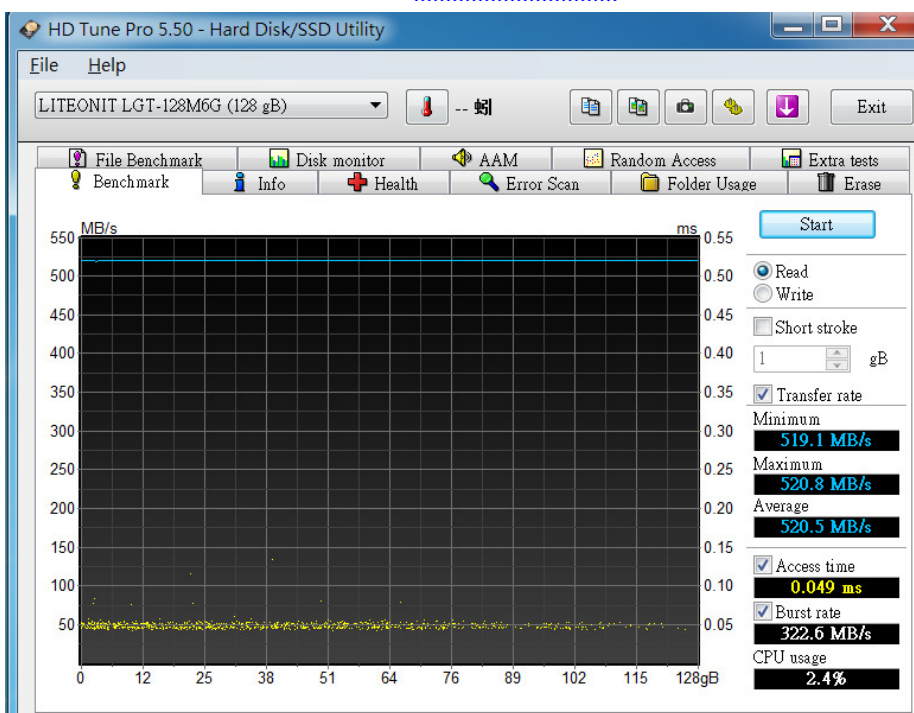 HD Tune Pro 5.50 - Hard Disk/SSD Utility
File Help
LITEONIT LGT-128M6G (128 gB) -- 蚓 Exit
File Benchmark Disk monitor AAM Random Access Extra tests
Benchmark Info Health Error Scan Folder Usage Erase
Start
MB/s ms
550 0.55
500 0.50
450 0.45
400 0.40
350 0.35
300 0.30
250 0.25
200 0.20
150 0.15
100 0.10
50 0.05
0 12 25 38 51 64 76 89 102 115 128gB
Read
Write
Short stroke
1 gB
Transfer rate
Minimum
519.1 MB/s
Maximum
520.8 MB/s
Average
520.5 MB/s
Access time
0.049 ms
Burst rate
322.6 MB/s
CPU usage
2.4%